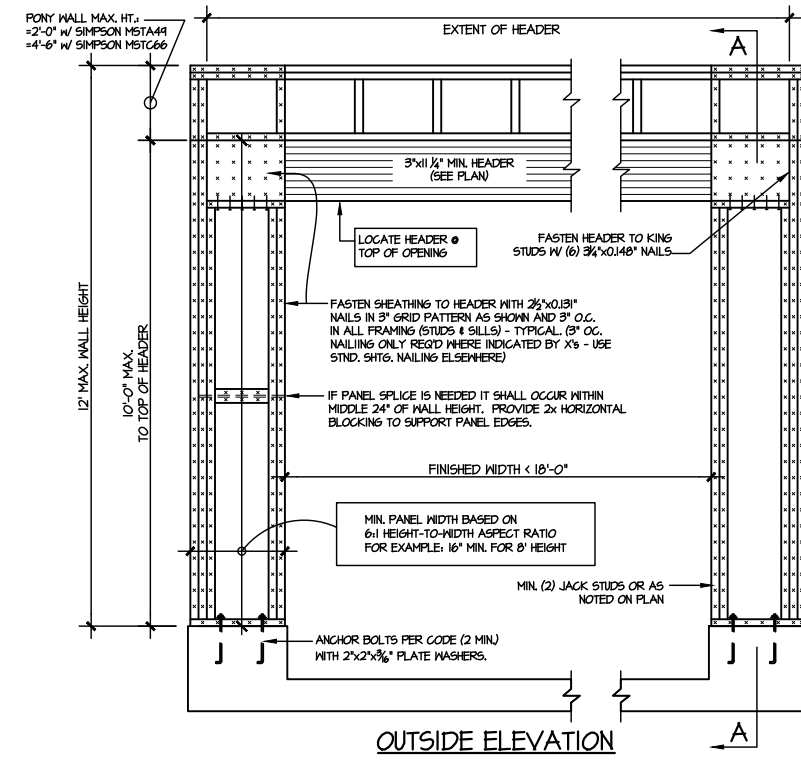 PONY WALL MAX. HT.:
=2'-0" W/ SIMPSON MSTA49
=4'-6" W/ SIMPSON MSTC66
EXTENT OF HEADER
A
3"x11 1/4" MIN. HEADER
(SEE PLAN)
LOCATE HEADER @
TOP OF OPENING
FASTEN HEADER TO KING
STUDS W/ (6) 3 1/4"x0.148" NAILS
FASTEN SHEATHING TO HEADER WITH 2 1/2"x0.131"
NAILS IN 3" GRID PATTERN AS SHOWN AND 3" O.C.
IN ALL FRAMING (STUDS & SILLS) - TYPICAL. (3" OC.
NAILIING ONLY REQ'D WHERE INDICATED BY X's - USE
STND. SHTG. NAILING ELSEWHERE)
12' MAX. WALL HEIGHT
10'-0" MAX.
TO TOP OF HEADER
IF PANEL SPLICE IS NEEDED IT SHALL OCCUR WITHIN
MIDDLE 24" OF WALL HEIGHT. PROVIDE 2x HORIZONTAL
BLOCKING TO SUPPORT PANEL EDGES.
FINISHED WIDTH < 18'-0"
MIN. PANEL WIDTH BASED ON
6:1 HEIGHT-TO-WIDTH ASPECT RATIO
FOR EXAMPLE: 16" MIN. FOR 8' HEIGHT
MIN. (2) JACK STUDS OR AS
NOTED ON PLAN
ANCHOR BOLTS PER CODE (2 MIN.)
WITH 2"x2"x3/16" PLATE WASHERS.
A
OUTSIDE ELEVATION